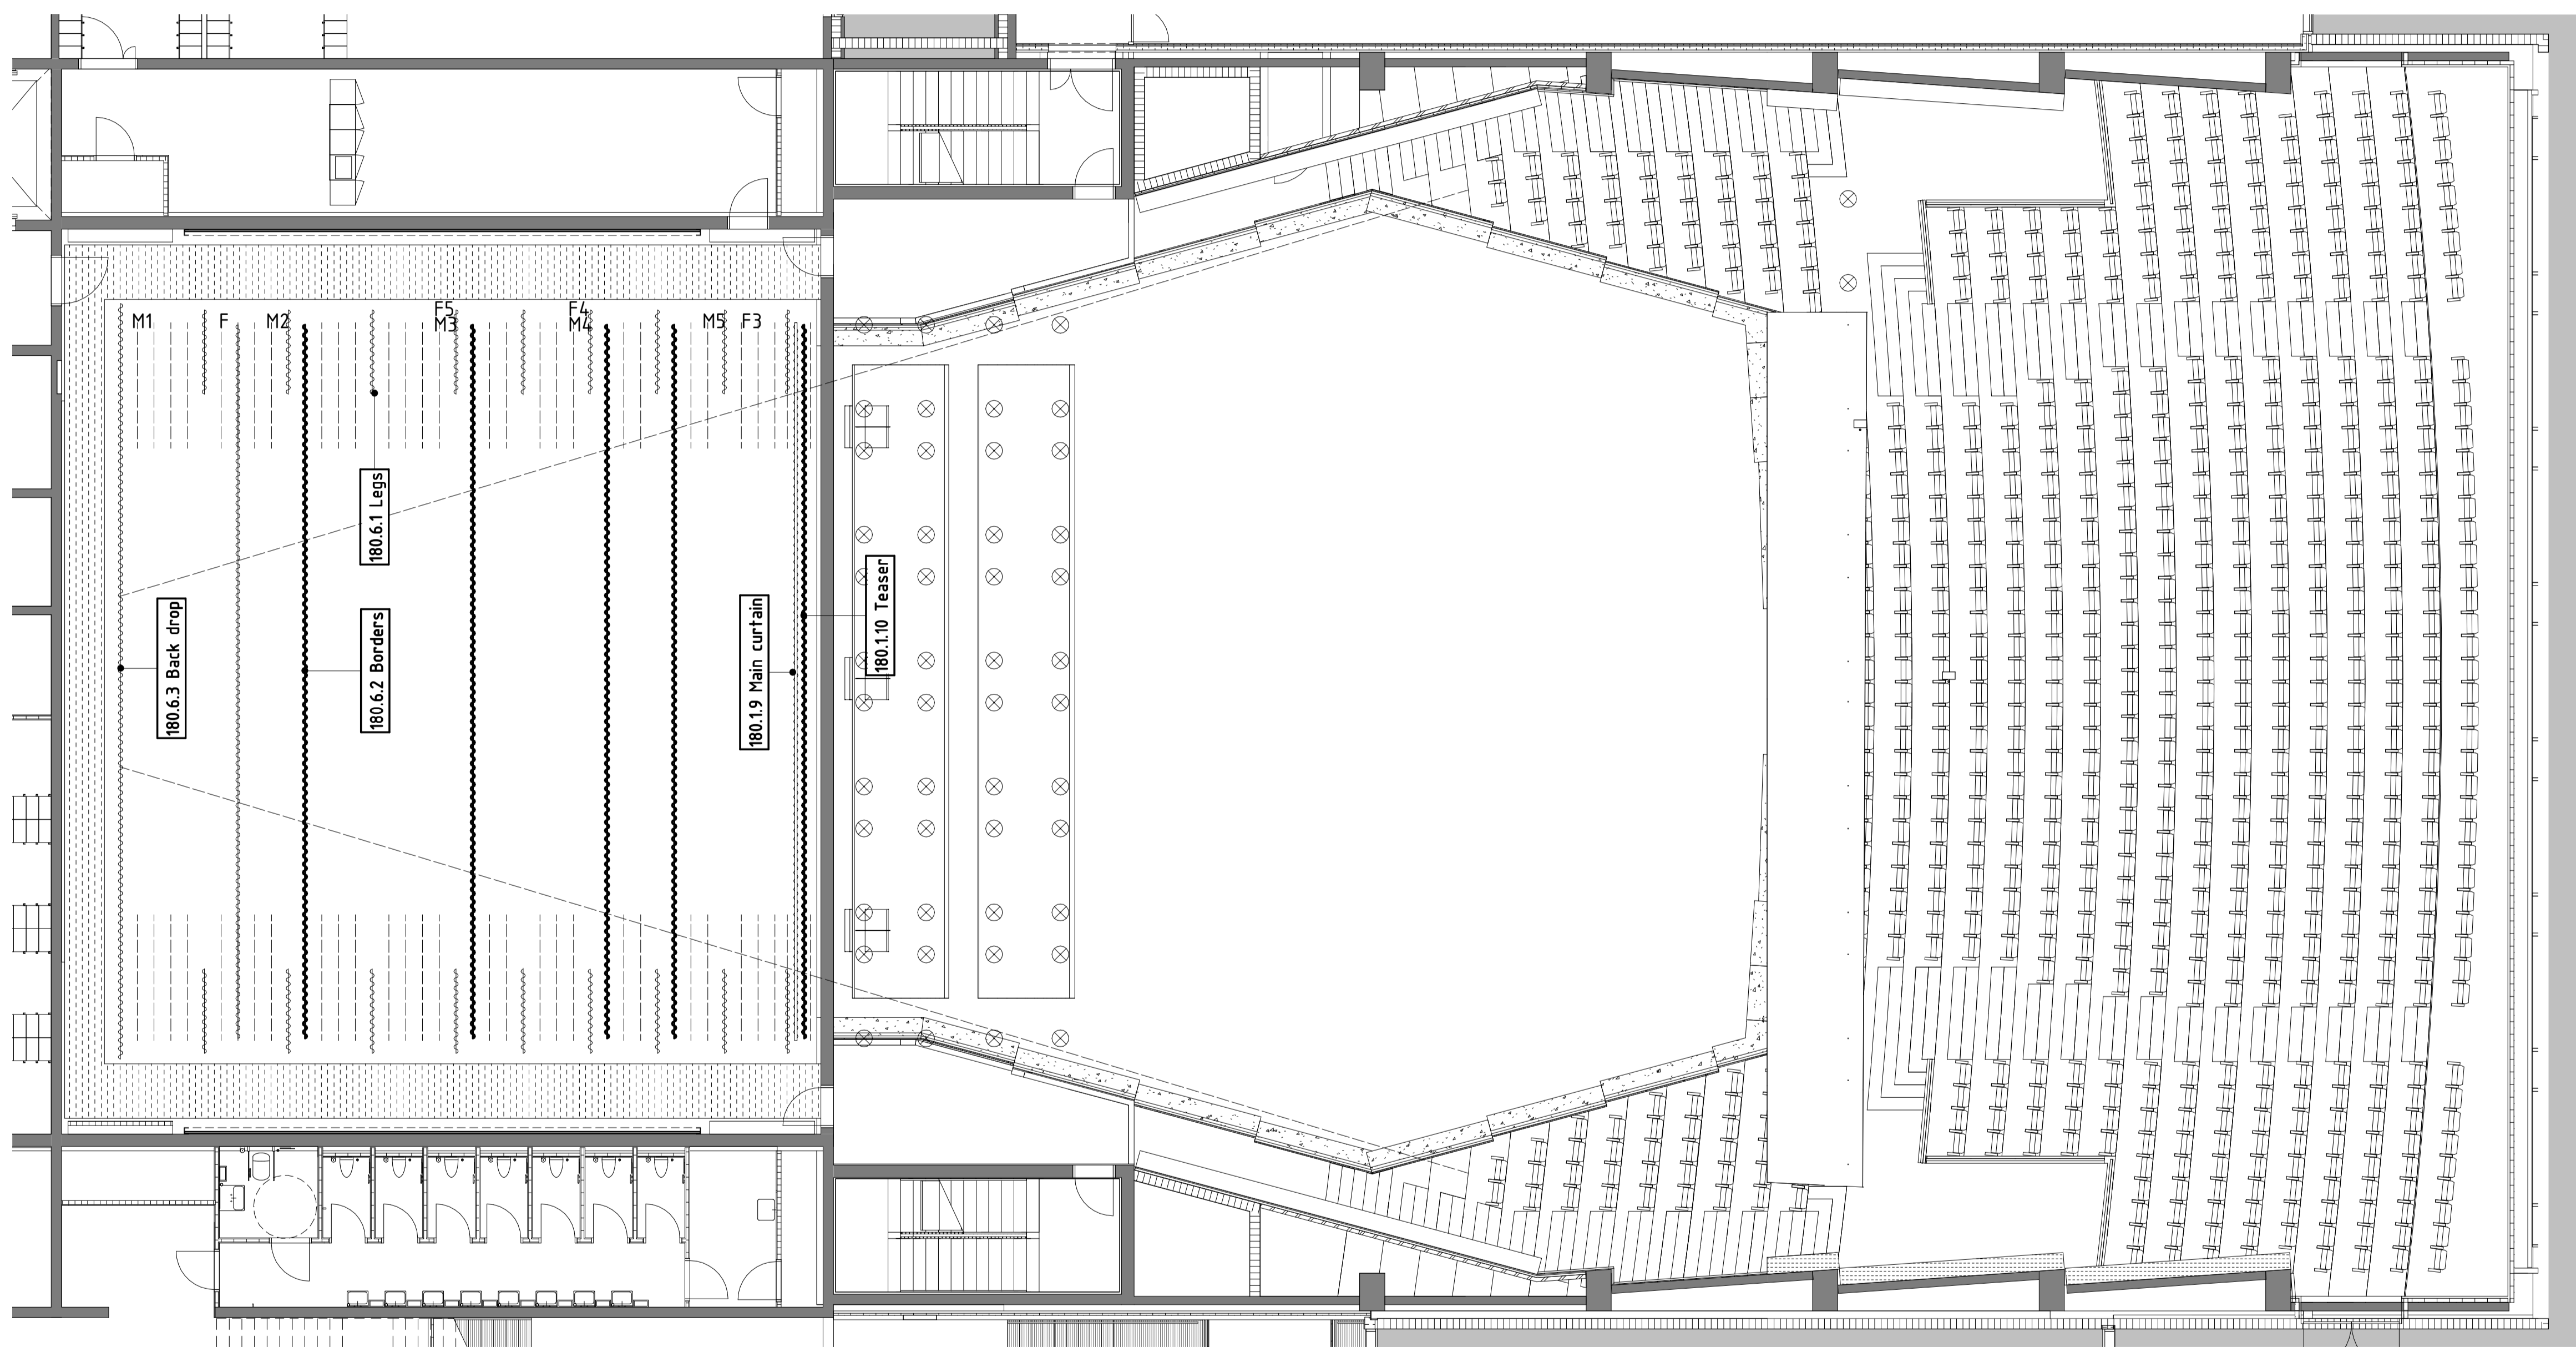 M1
F
M2
F5
M3
F4
M4
M5
F3
180.6.1 Legs
180.6.3 Back drop
180.6.2 Borders
180.1.9 Main curtain
180.1.10 Teaser